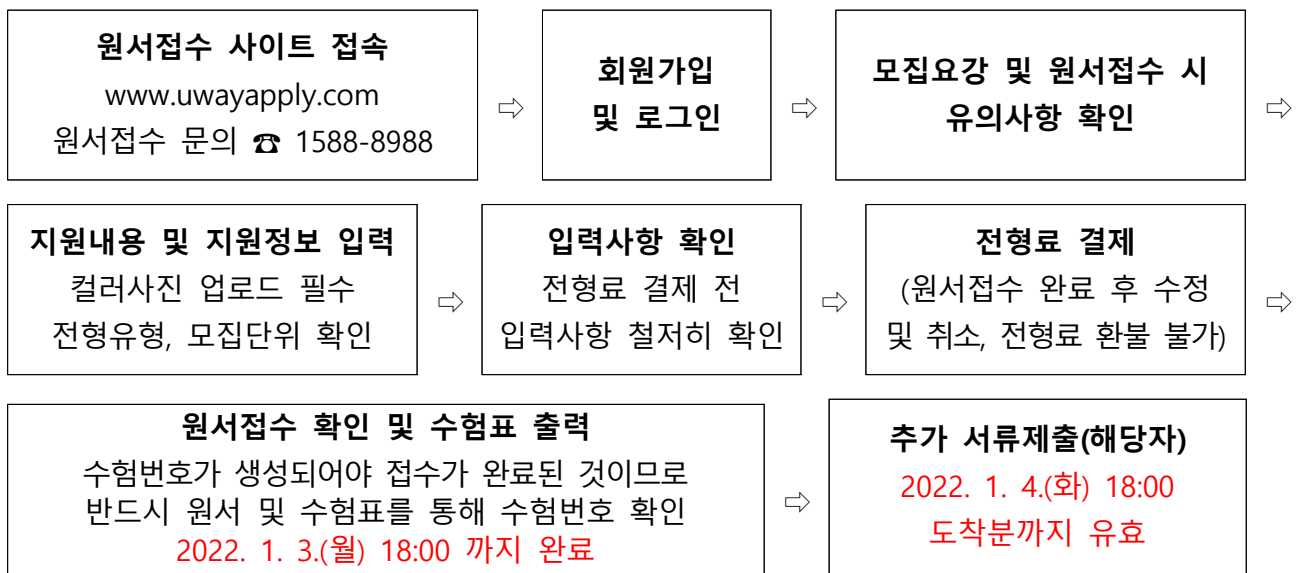 원서접수 사이트 접속
www.uwayapply.com
원서접수 문의 ☎ 1588-8988
⇨
회원가입
및 로그인
⇨
모집요강 및 원서접수 시
유의사항 확인
⇨
지원내용 및 지원정보 입력
컬러사진 업로드 필수
전형유형, 모집단위 확인
⇨
입력사항 확인
전형료 결제 전
입력사항 철저히 확인
⇨
전형료 결제
(원서접수 완료 후 수정
및 취소, 전형료 환불 불가)
⇨
원서접수 확인 및 수험표 출력
수험번호가 생성되어야 접수가 완료된 것이므로
반드시 원서 및 수험표를 통해 수험번호 확인
2022. 1. 3.(월) 18:00 까지 완료
⇨
추가 서류제출(해당자)
2022. 1. 4.(화) 18:00
도착분까지 유효